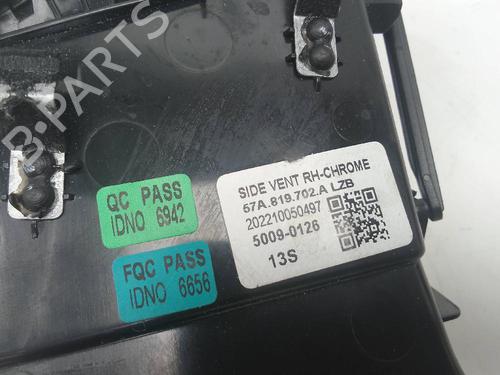 B-PARTS
SIDE VENT RH-CHROME
57A.819.702.A LZB
202210050497
5009-0126
13S
QC PASS
IDNO 6942
FQC PASS
IDNO 6656